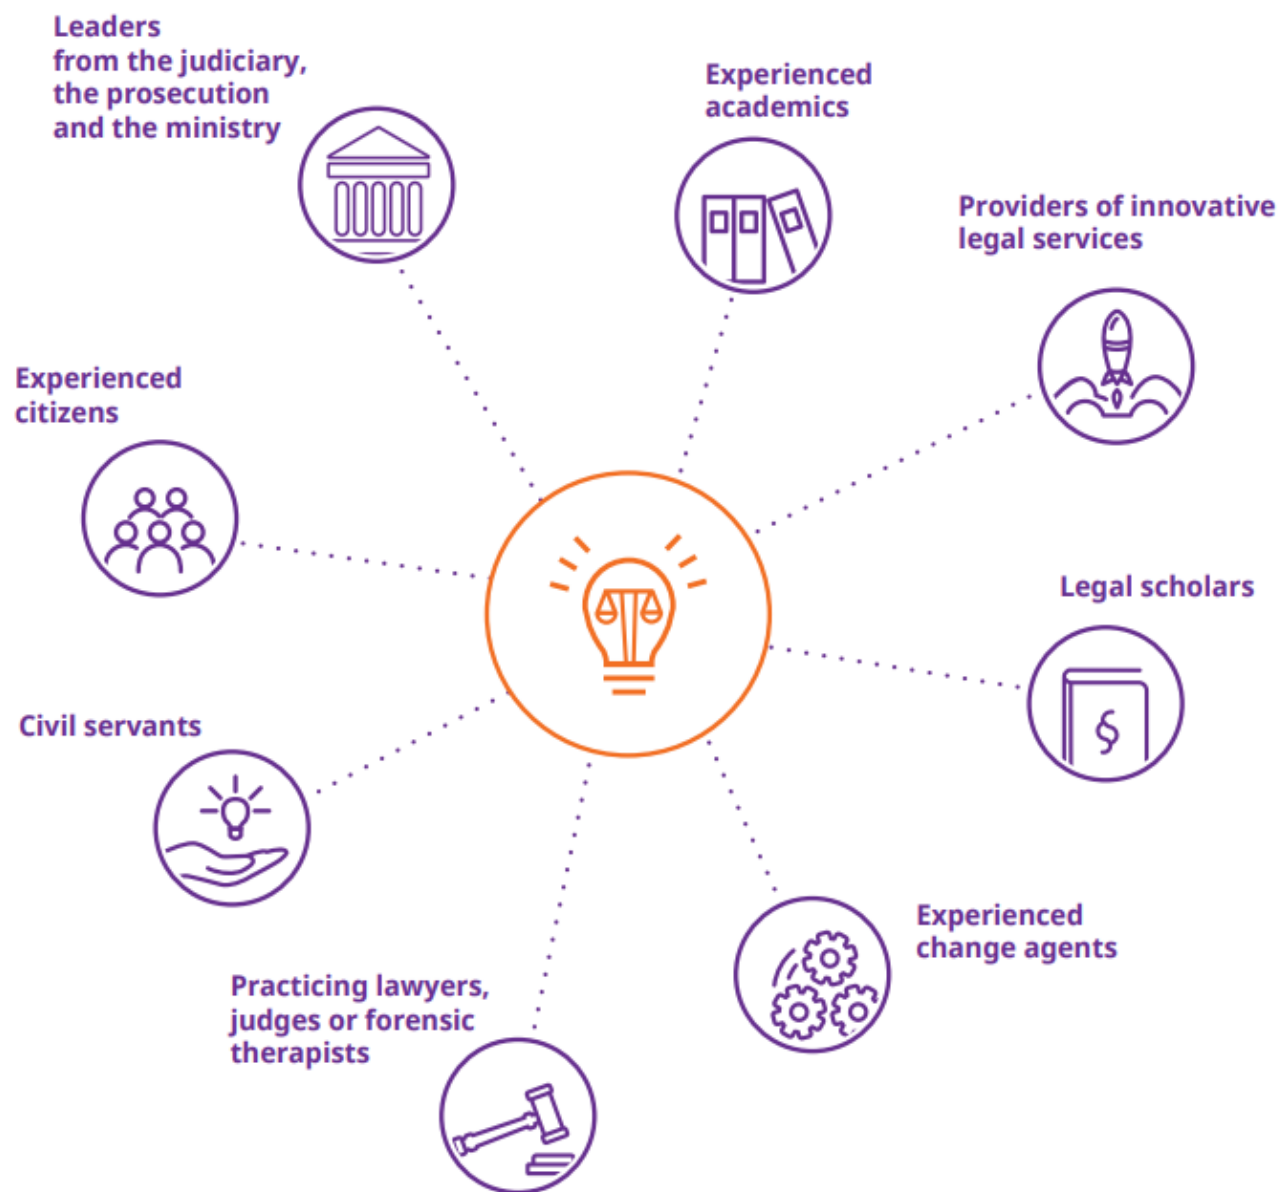 Leaders
from the judiciary,
the prosecution
and the ministry
Experienced
academics
Providers of innovative
legal services
Experienced
citizens
Legal scholars
§
Civil servants
Experienced
change agents
Practicing lawyers,
judges or forensic
therapists